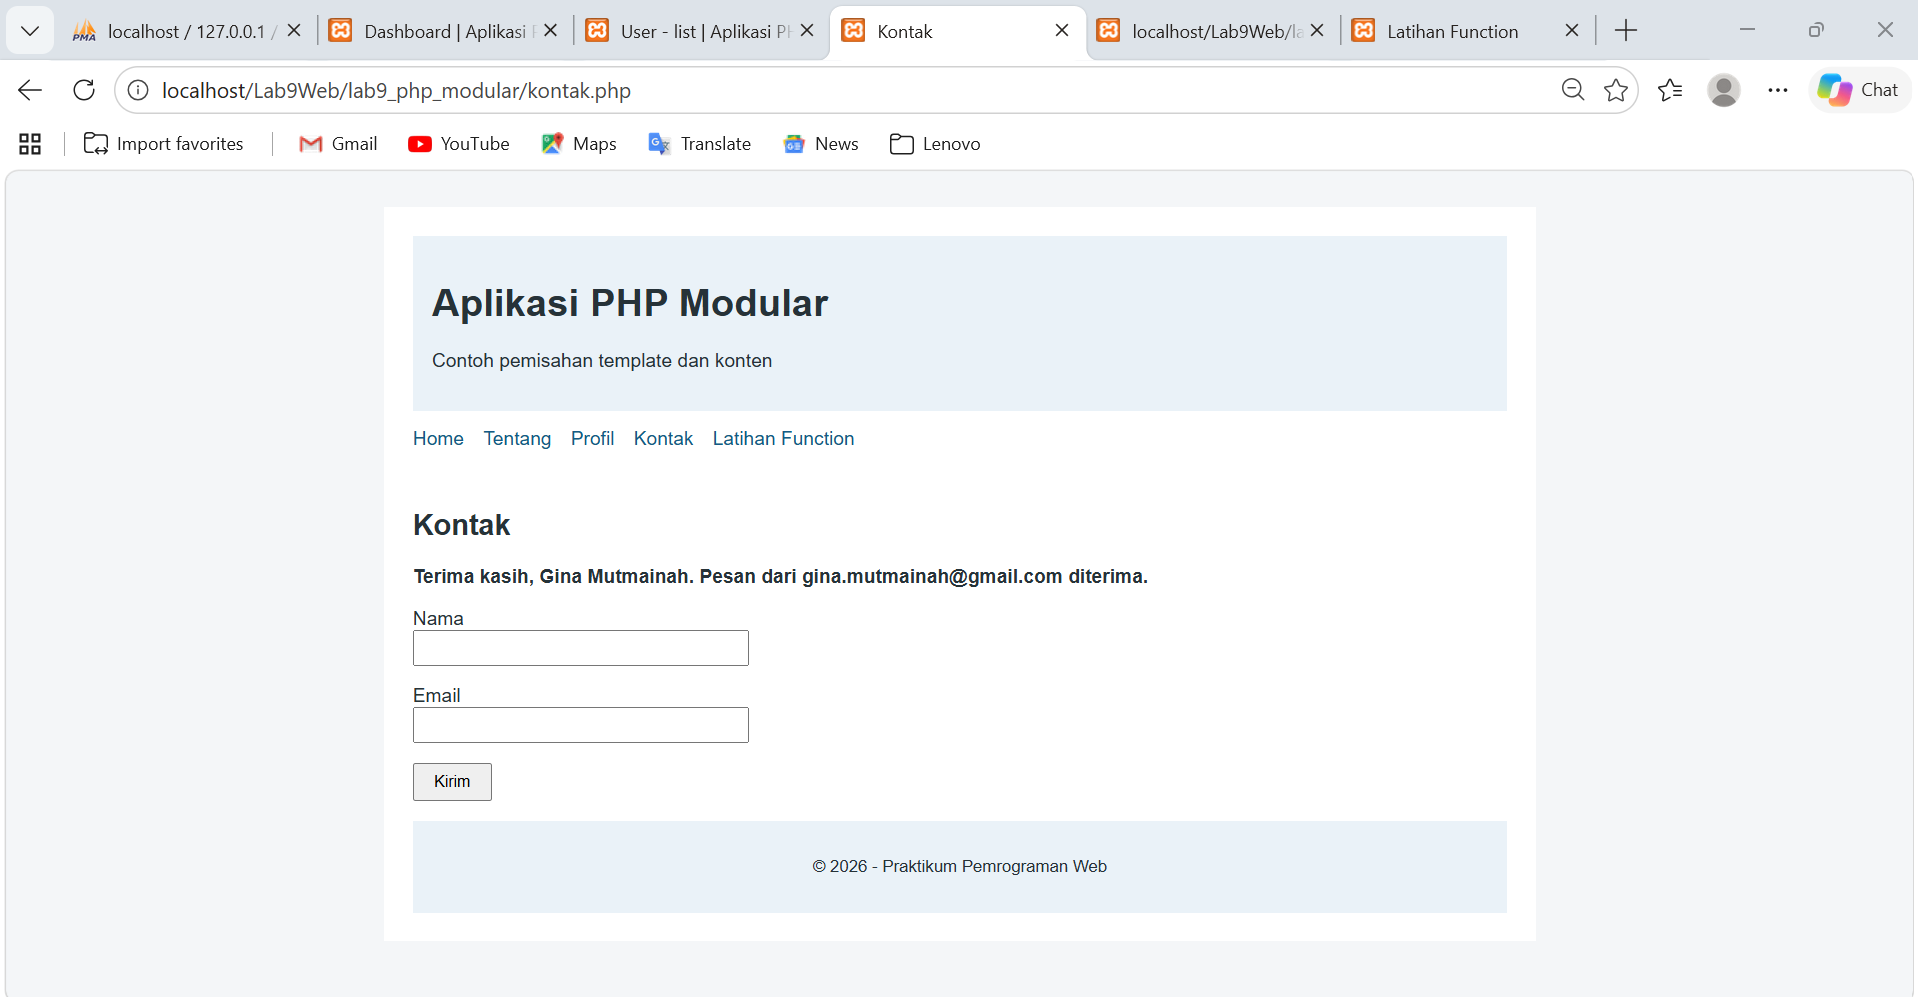 PMA localhost / 127.0.0.1 /
Dashboard | Aplikasi
User - list | Aplikasi
Kontak
localhost/Lab9Web/la
Latihan Function
localhost/Lab9Web/lab9_php_modular/kontak.php
Chat
Import favorites
Gmail
YouTube
Maps
Translate
News
Lenovo
Aplikasi PHP Modular
Contoh pemisahan template dan konten
Home Tentang Profil Kontak Latihan Function
Kontak
Terima kasih, Gina Mutmainah. Pesan dari gina.mutmainah@gmail.com diterima.
Nama
Email
Kirim
© 2026 - Praktikum Pemrograman Web